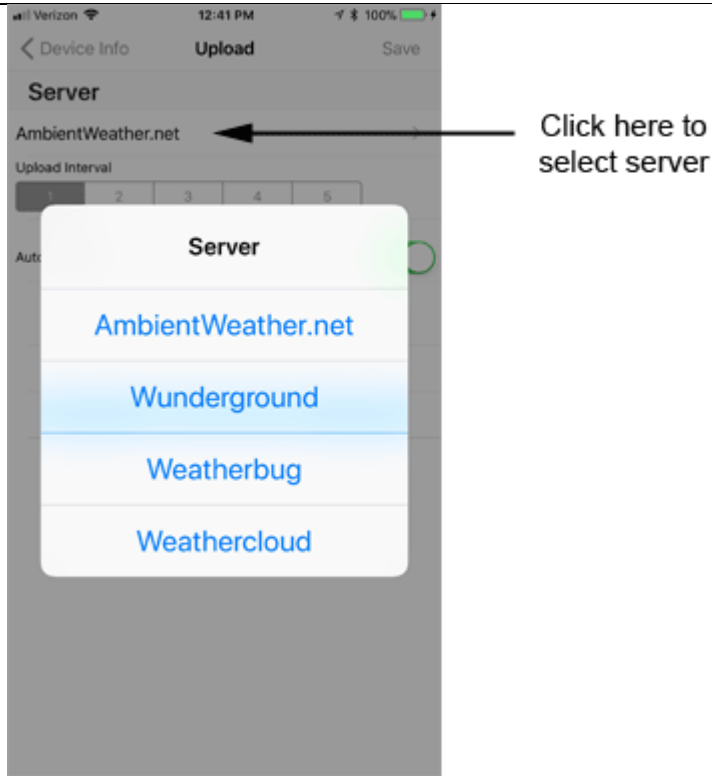 Verizon 12:41 PM 100%
Device Info Upload Save
Server
AmbientWeather.net
Click here to
select server
Upload Interval
1 2 3 4 5
Auto
Server
AmbientWeather.net
Wunderground
Weatherbug
Weathercloud